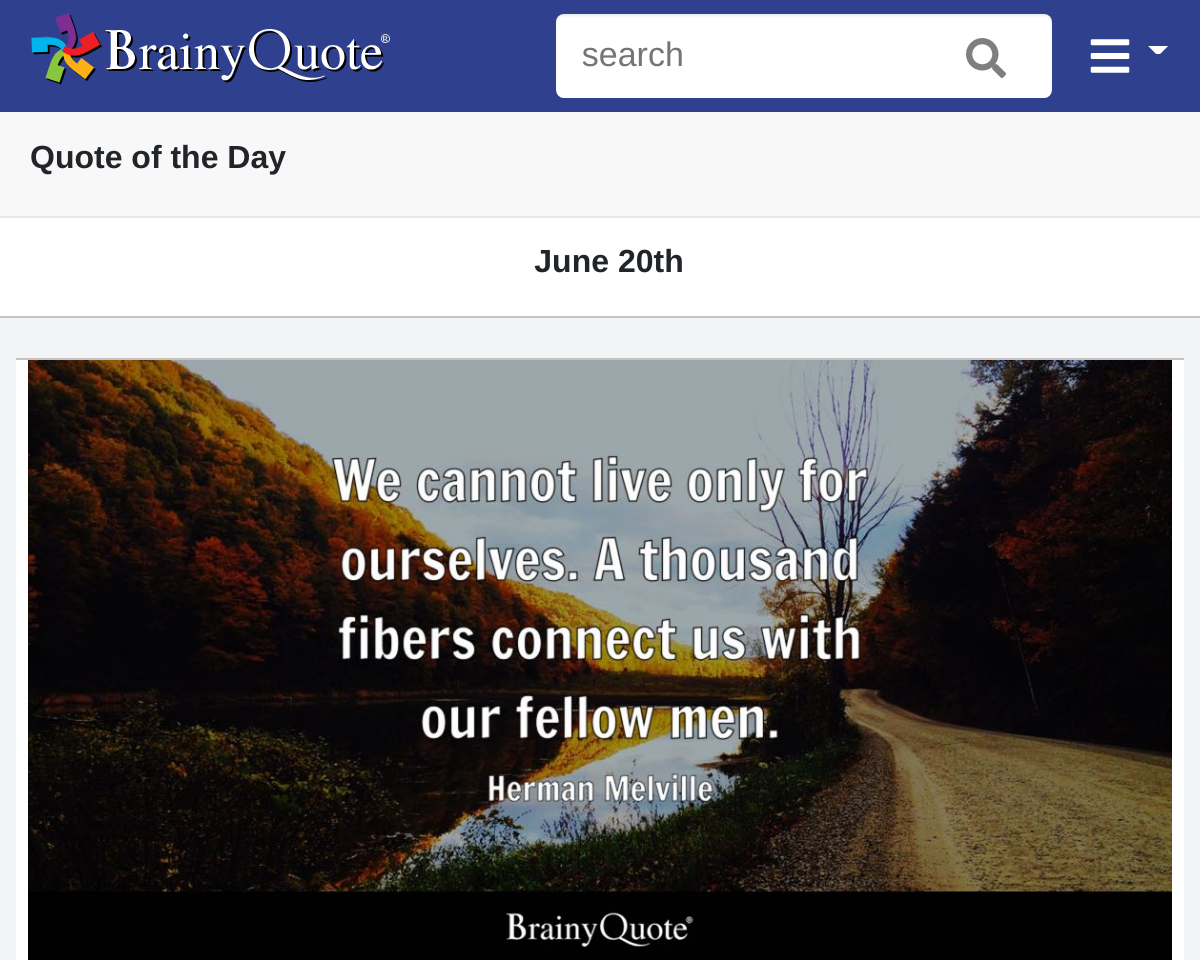 BrainyQuote®
search
Quote of the Day
June 20th
We cannot live only for
ourselves. A thousand
fibers connect us with
our fellow men.
Herman Melville
BrainyQuote®